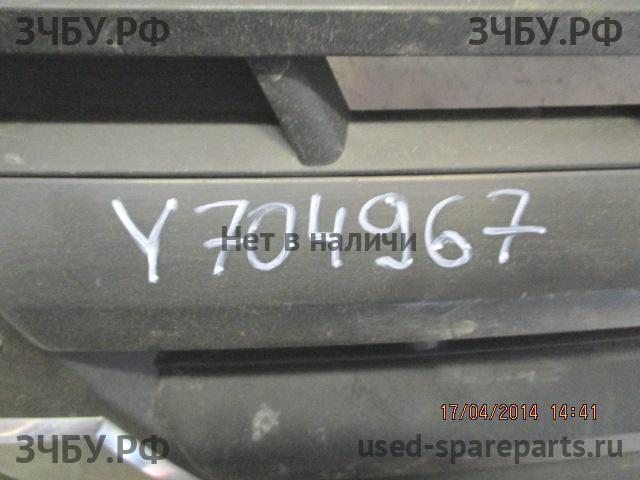 ЗЧБУ.РФ ЗЧБУ.РФ
Y704967
Нет в наличи
17/04/2014 14:41
ЗЧБУ.РФ used-spareparts.ru